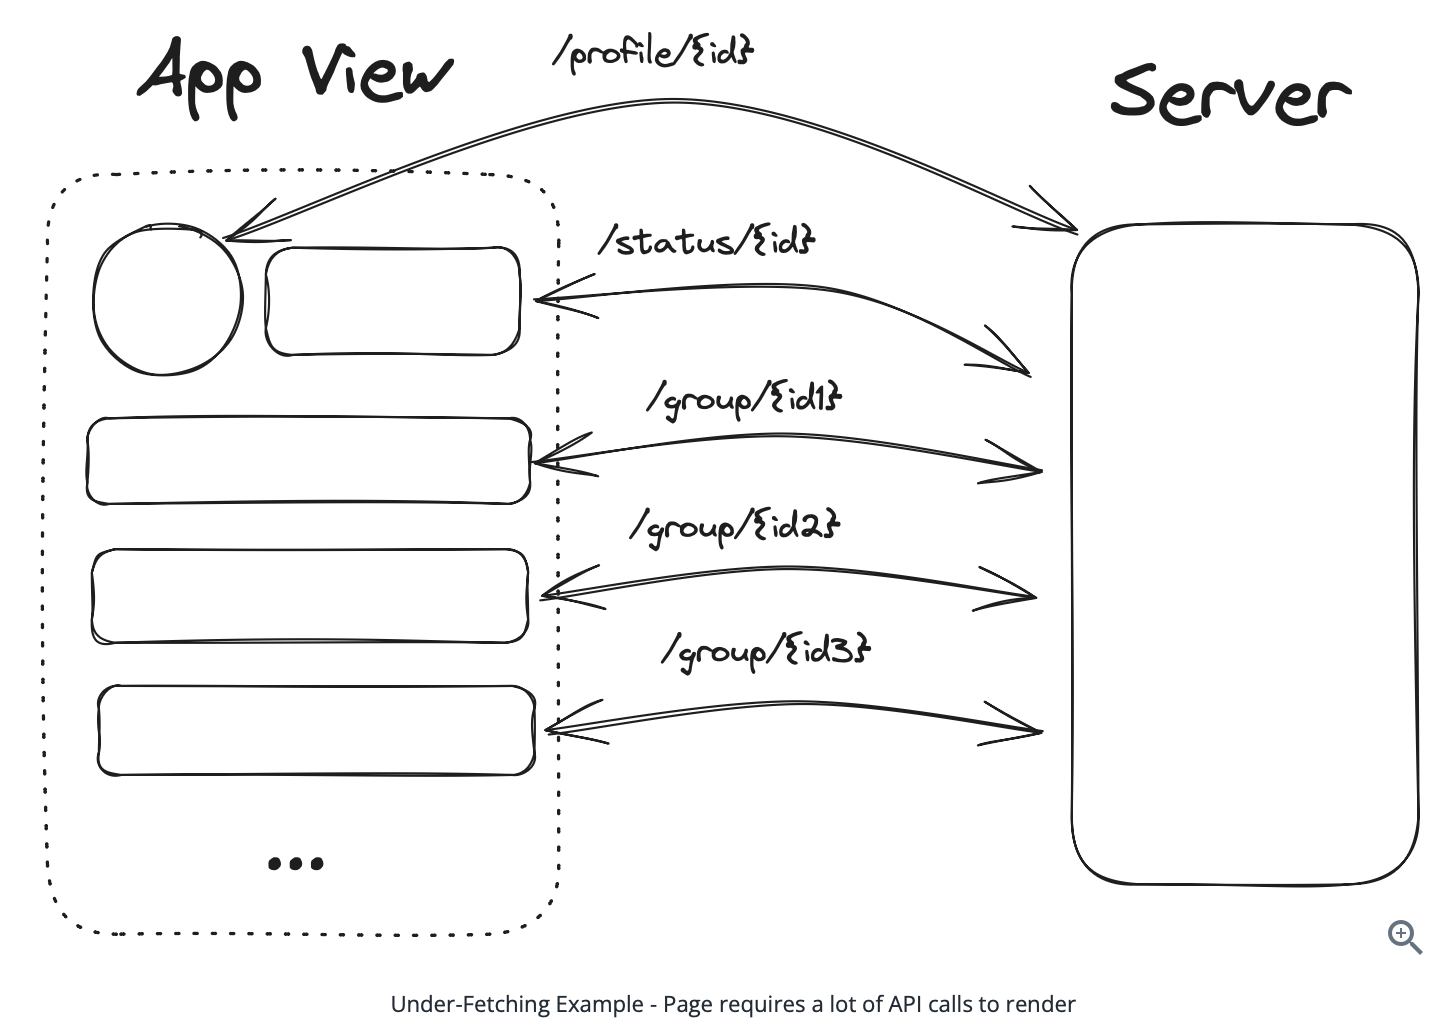 App View
/profile/{id}
Server
/status/{id}
/group/{id1}
/group/{id2}
/group/{id3}
...
Under-Fetching Example - Page requires a lot of API calls to render